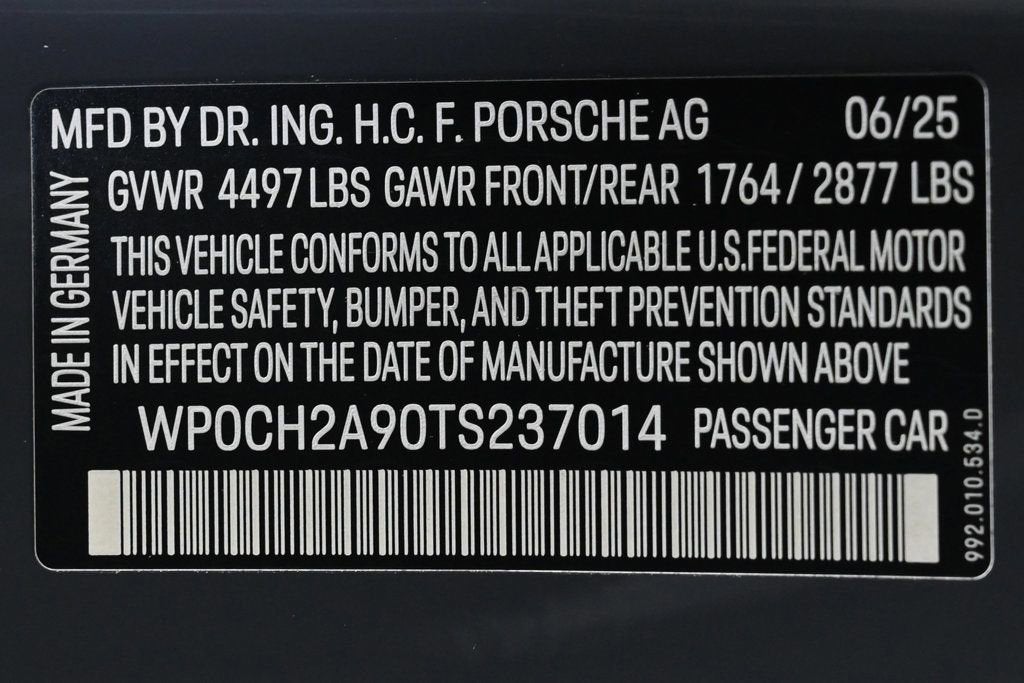 MFD BY DR. ING. H.C. F. PORSCHE AG 06/25
GVWR 4497 LBS GAWR FRONT/REAR 1764 / 2877 LBS
THIS VEHICLE CONFORMS TO ALL APPLICABLE U.S.FEDERAL MOTOR
VEHICLE SAFETY, BUMPER, AND THEFT PREVENTION STANDARDS
IN EFFECT ON THE DATE OF MANUFACTURE SHOWN ABOVE
WP0CH2A90TS237014 PASSENGER CAR
MADE IN GERMANY
992.010.534.0